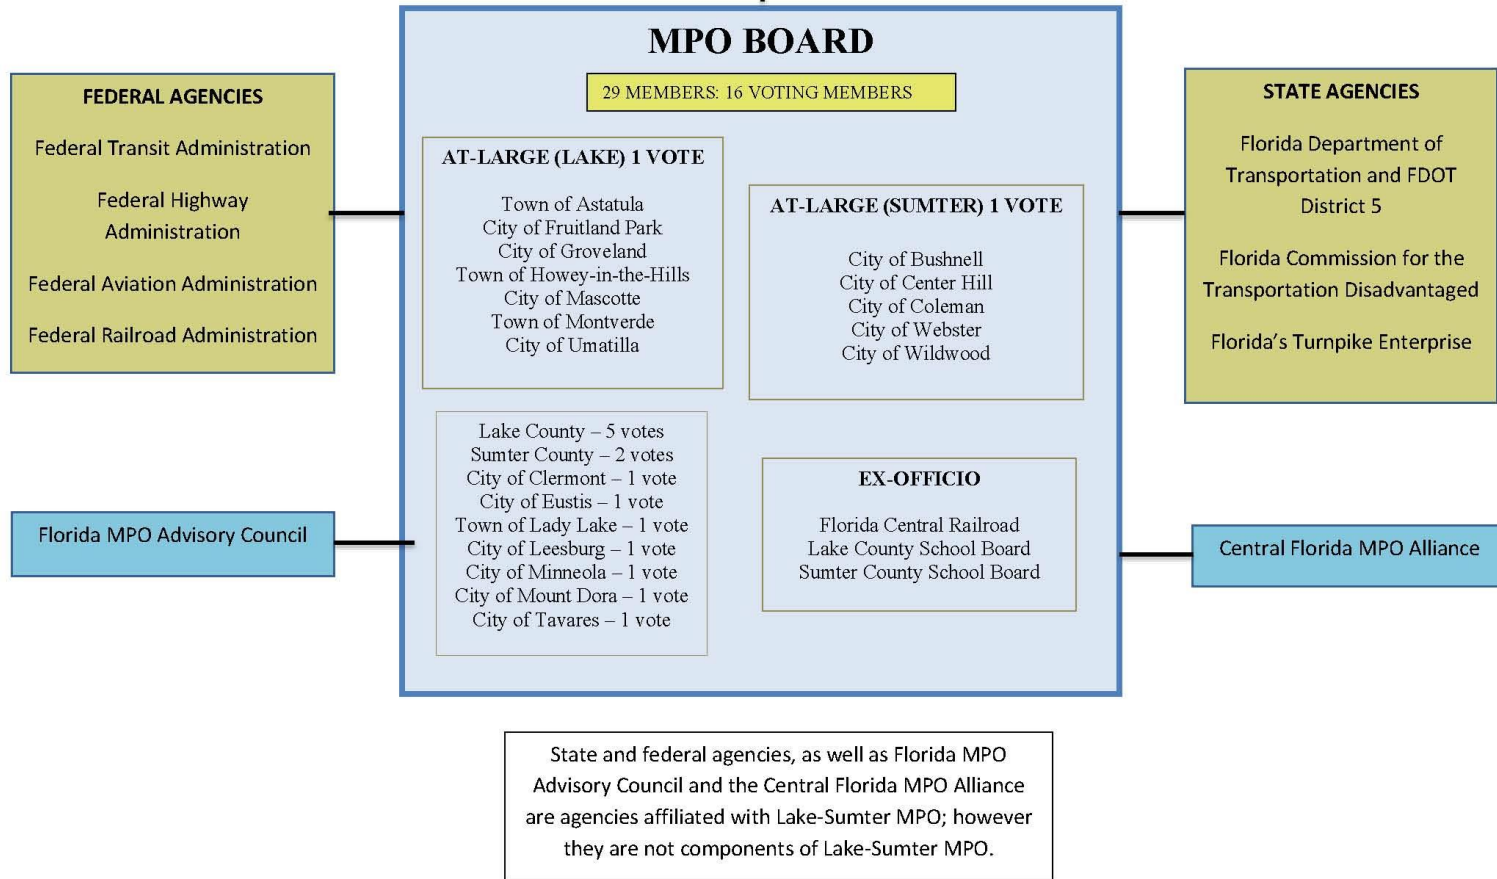 MPO BOARD
29 MEMBERS: 16 VOTING MEMBERS
FEDERAL AGENCIES
Federal Transit Administration
Federal Highway
Administration
Federal Aviation Administration
Federal Railroad Administration
AT-LARGE (LAKE) 1 VOTE
Town of Astatula
City of Fruitland Park
City of Groveland
Town of Howey-in-the-Hills
City of Mascotte
Town of Montverde
City of Umatilla
AT-LARGE (SUMTER) 1 VOTE
City of Bushnell
City of Center Hill
City of Coleman
City of Webster
City of Wildwood
STATE AGENCIES
Florida Department of
Transportation and FDOT
District 5
Florida Commission for the
Transportation Disadvantaged
Florida’s Turnpike Enterprise
Florida MPO Advisory Council
Lake County – 5 votes
Sumter County – 2 votes
City of Clermont – 1 vote
City of Eustis – 1 vote
Town of Lady Lake – 1 vote
City of Leesburg – 1 vote
City of Minneola – 1 vote
City of Mount Dora – 1 vote
City of Tavares – 1 vote
EX-OFFICIO
Florida Central Railroad
Lake County School Board
Sumter County School Board
Central Florida MPO Alliance
State and federal agencies, as well as Florida MPO
Advisory Council and the Central Florida MPO Alliance
are agencies affiliated with Lake-Sumter MPO; however
they are not components of Lake-Sumter MPO.